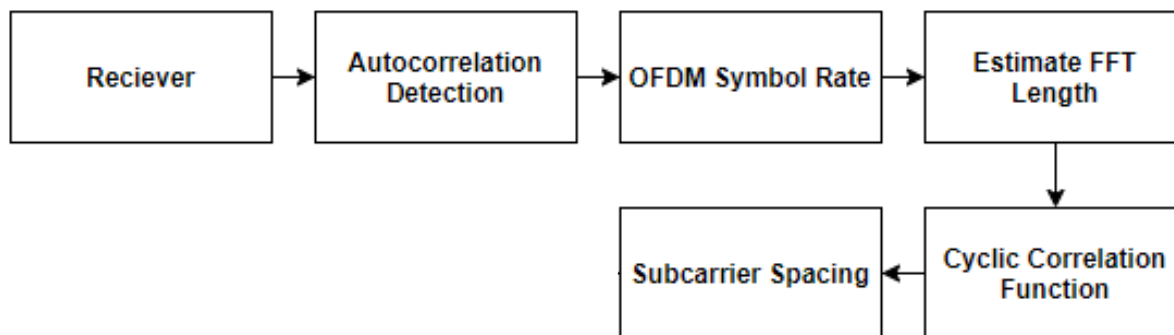 Reciever
Autocorrelation
Detection
OFDM Symbol Rate
Estimate FFT
Length
Cyclic Correlation
Function
Subcarrier Spacing